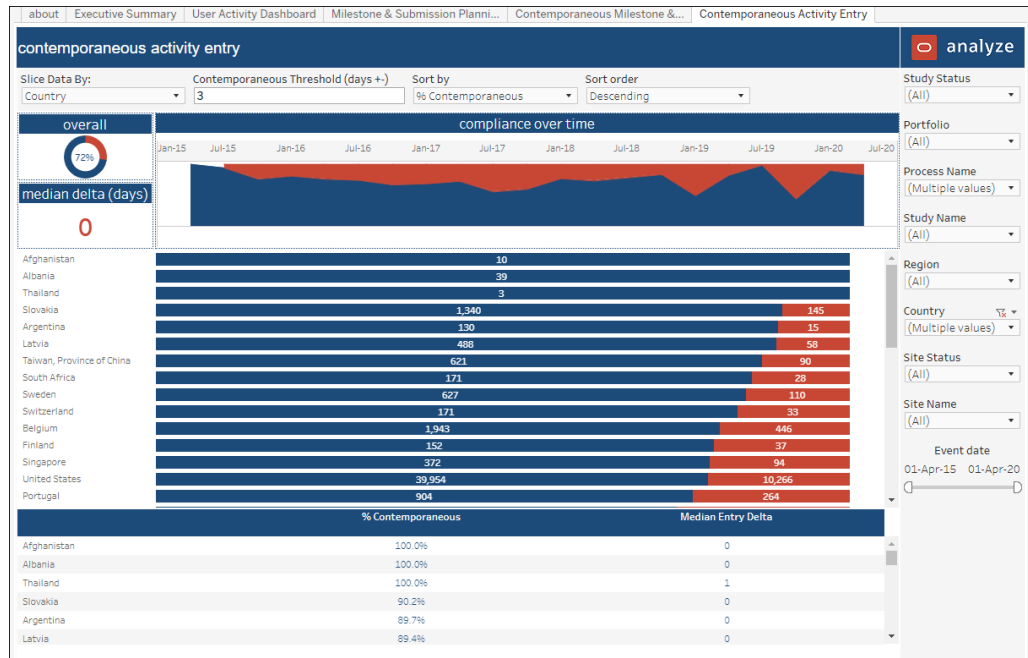 about Executive Summary User Activity Dashboard Milestone & Submission Planni... Contemporaneous Milestone &... Contemporaneous Activity Entry
contemporaneous activity entry
analyze
Slice Data By: Contemporaneous Threshold (days +-) Sort by Sort order
Country 3 % Contemporaneous Descending
overall
72%
median delta (days)
0
compliance over time
Jan-15 Jul-15 Jan-16 Jul-16 Jan-17 Jul-17 Jan-18 Jul-18 Jan-19 Jul-19 Jan-20 Jul-20
Afghanistan 10
Albania 39
Thailand 3
Slovakia 1,340 145
Argentina 130 15
Latvia 488 58
Taiwan, Province of China 621 90
South Africa 171 28
Sweden 627 110
Switzerland 171 33
Belgium 1,943 446
Finland 152 37
Singapore 372 94
United States 39,954 10,266
Portugal 904 264
% Contemporaneous Median Entry Delta
Afghanistan 100.0% 0
Albania 100.0% 0
Thailand 100.0% 1
Slovakia 90.2% 0
Argentina 89.7% 0
Latvia 89.4% 0
Study Status
(All)
Portfolio
(All)
Process Name
(Multiple values)
Study Name
(All)
Region
(All)
Country
(Multiple values)
Site Status
(All)
Site Name
(All)
Event date
01-Apr-15 01-Apr-20